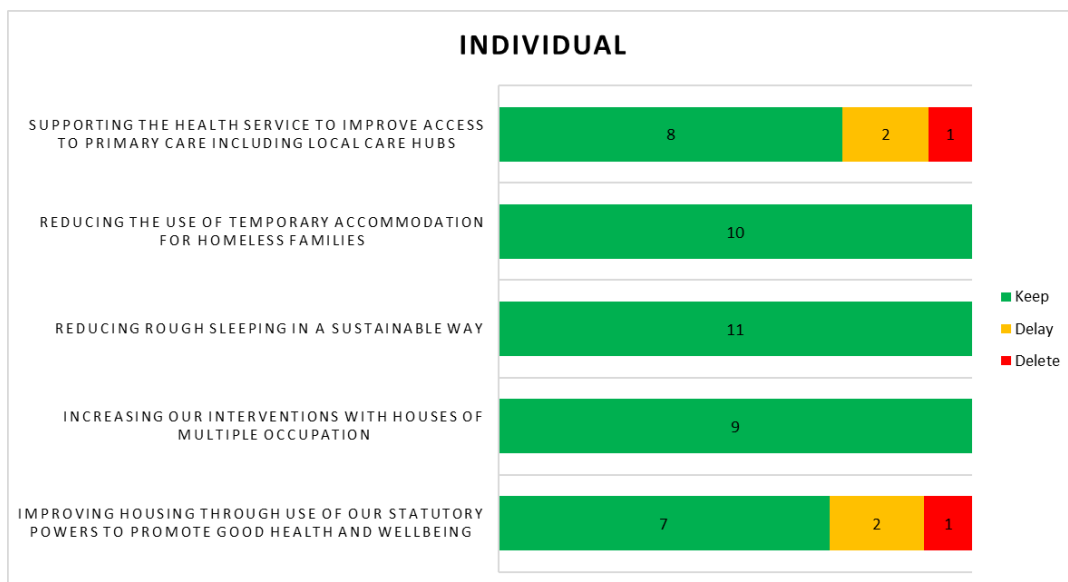 INDIVIDUAL
SUPPORTING THE HEALTH SERVICE TO IMPROVE ACCESS
TO PRIMARY CARE INCLUDING LOCAL CARE HUBS
8 2 1
REDUCING THE USE OF TEMPORARY ACCOMMODATION
FOR HOMELESS FAMILIES
10
REDUCING ROUGH SLEEPING IN A SUSTAINABLE WAY
11
INCREASING OUR INTERVENTIONS WITH HOUSES OF
MULTIPLE OCCUPATION
9
IMPROVING HOUSING THROUGH USE OF OUR STATUTORY
POWERS TO PROMOTE GOOD HEALTH AND WELLBEING
7 2 1
Keep
Delay
Delete